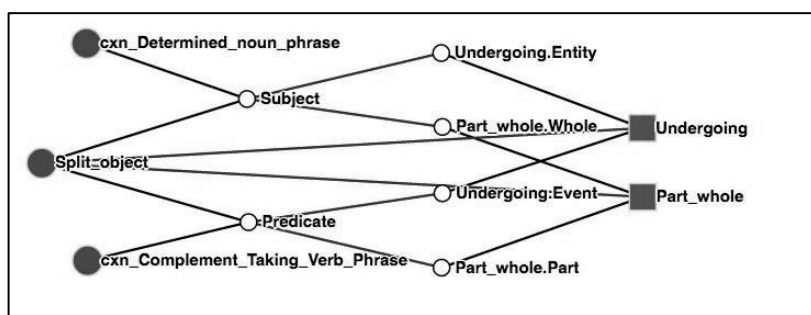 cxn_Determined_noun_phrase
Undergoing.Entity
Subject
Part_whole.Whole
Undergoing
Split_object
Undergoing:Event
Part_whole
Predicate
cxn_Complement_Taking_Verb_Phrase
Part_whole.Part